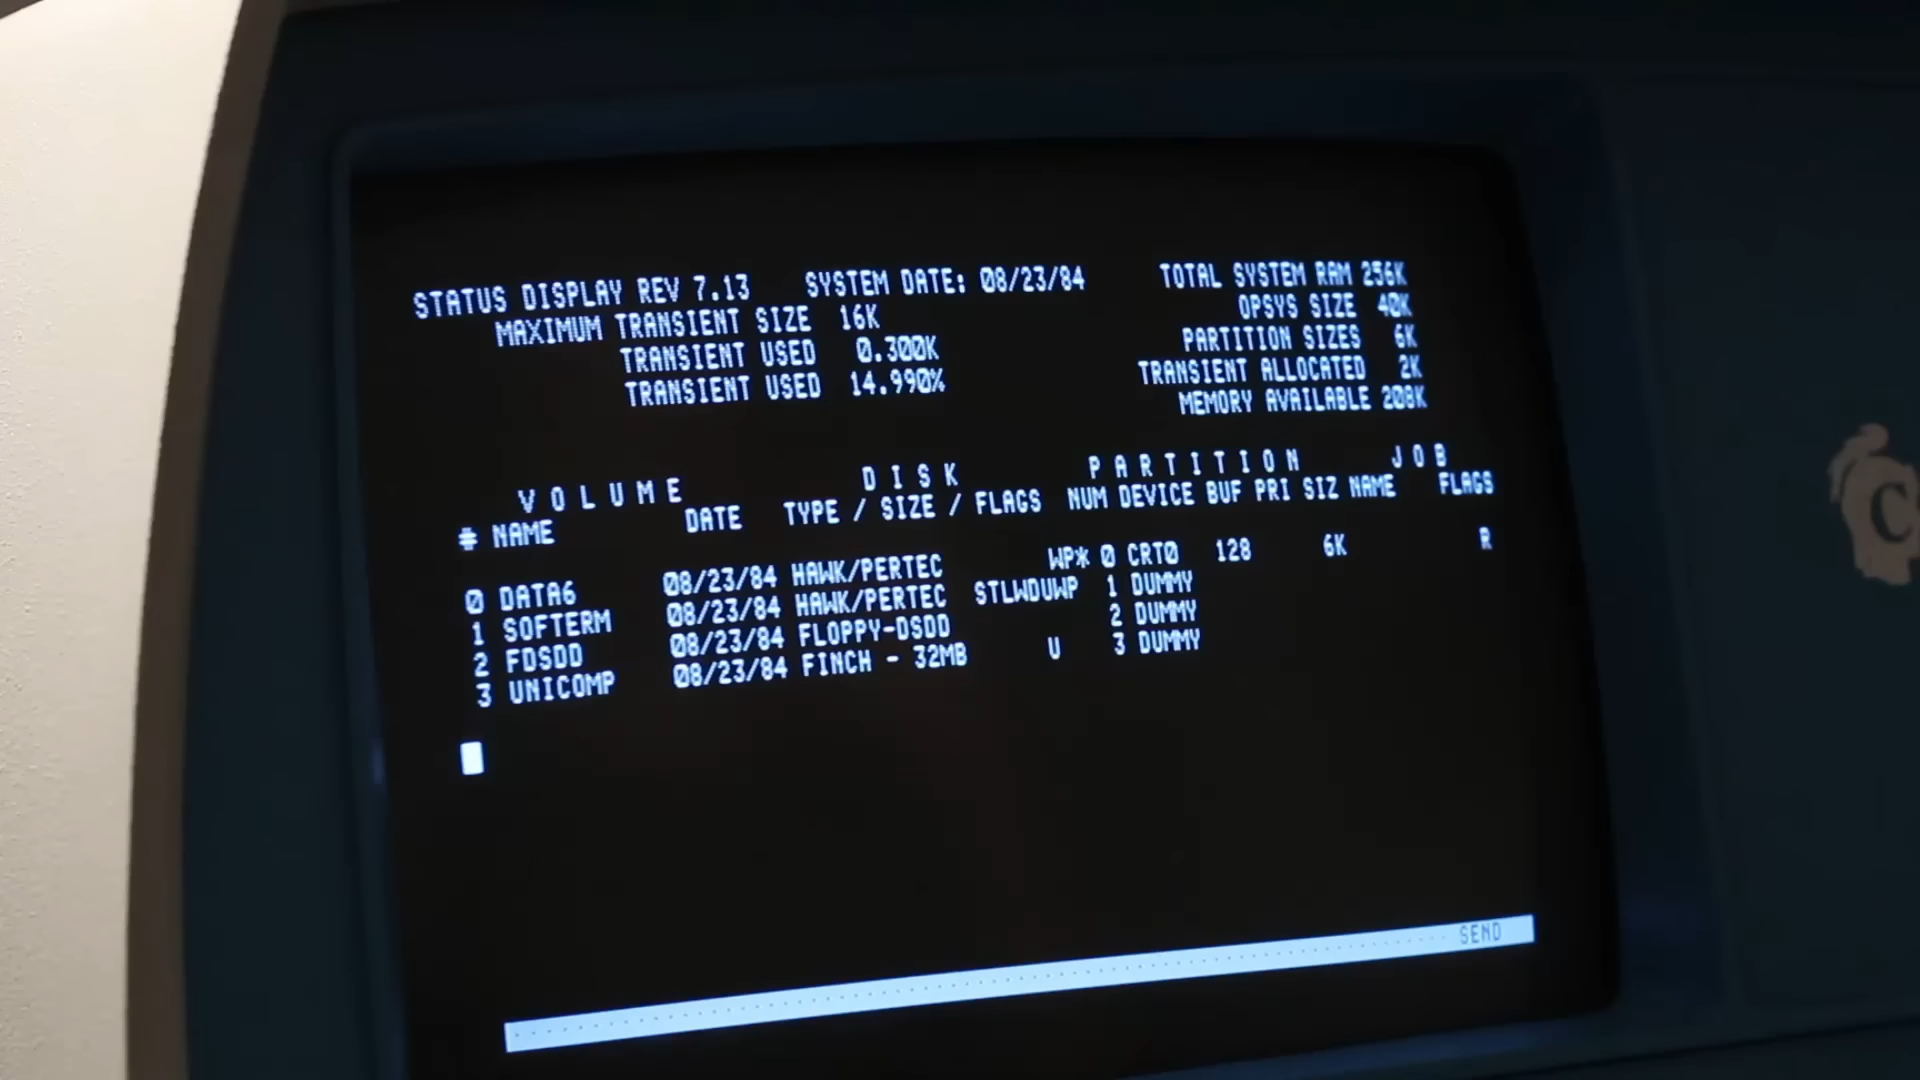 STATUS DISPLAY REV 7.13 SYSTEM DATE: 08/23/84 TOTAL SYSTEM RAM 256K
MAXIMUM TRANSIENT SIZE 16K OPSYS SIZE 40K
TRANSIENT USED 0.300K PARTITION SIZES 6K
TRANSIENT USED 14.990% TRANSIENT ALLOCATED 2K
MEMORY AVAILABLE 208K
V O L U M E D I S K P A R T I T I O N J O B
# NAME DATE TYPE / SIZE / FLAGS NUM DEVICE BUF PRI SIZ NAME FLAGS
0 DATA6 08/23/84 HAWK/PERTEC WP* 0 CRT0 128 6K R
1 SOFTERM 08/23/84 HAWK/PERTEC STLWDUWP 1 DUMMY
2 FDSDD 08/23/84 FLOPPY-DSDD 2 DUMMY
3 UNICOMP 08/23/84 FINCH - 32MB U 3 DUMMY
SEND
C